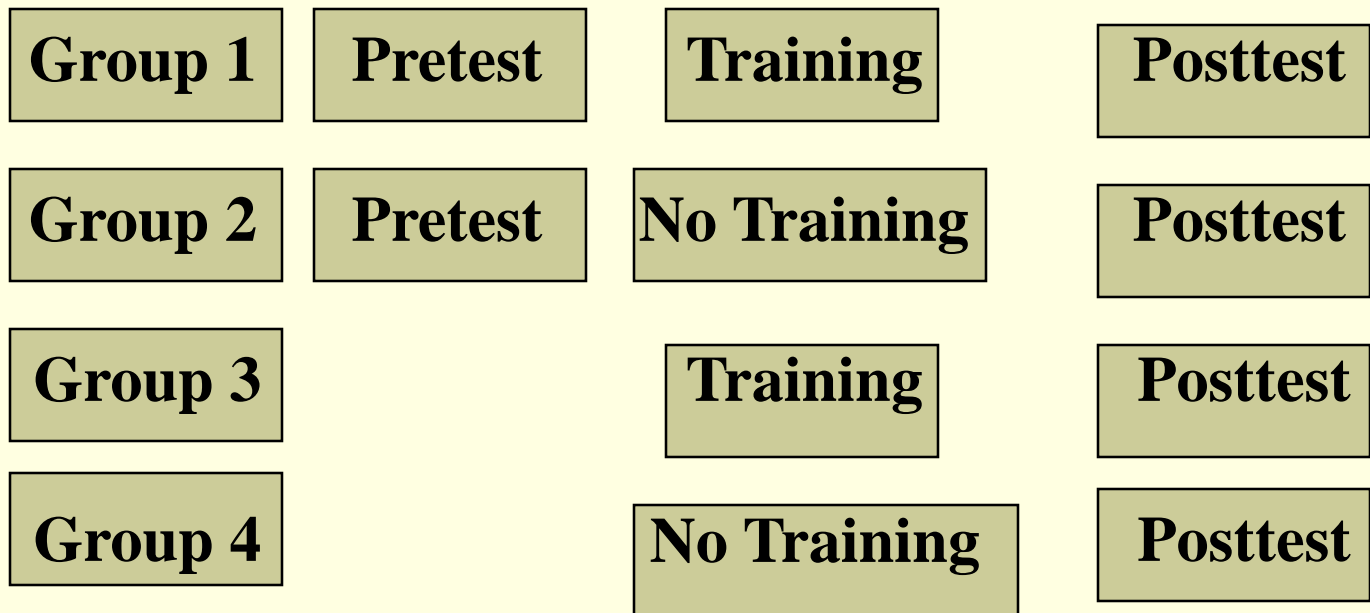 Group 1 Pretest Training Posttest
Group 2 Pretest No Training Posttest
Group 3 Training Posttest
Group 4 No Training Posttest